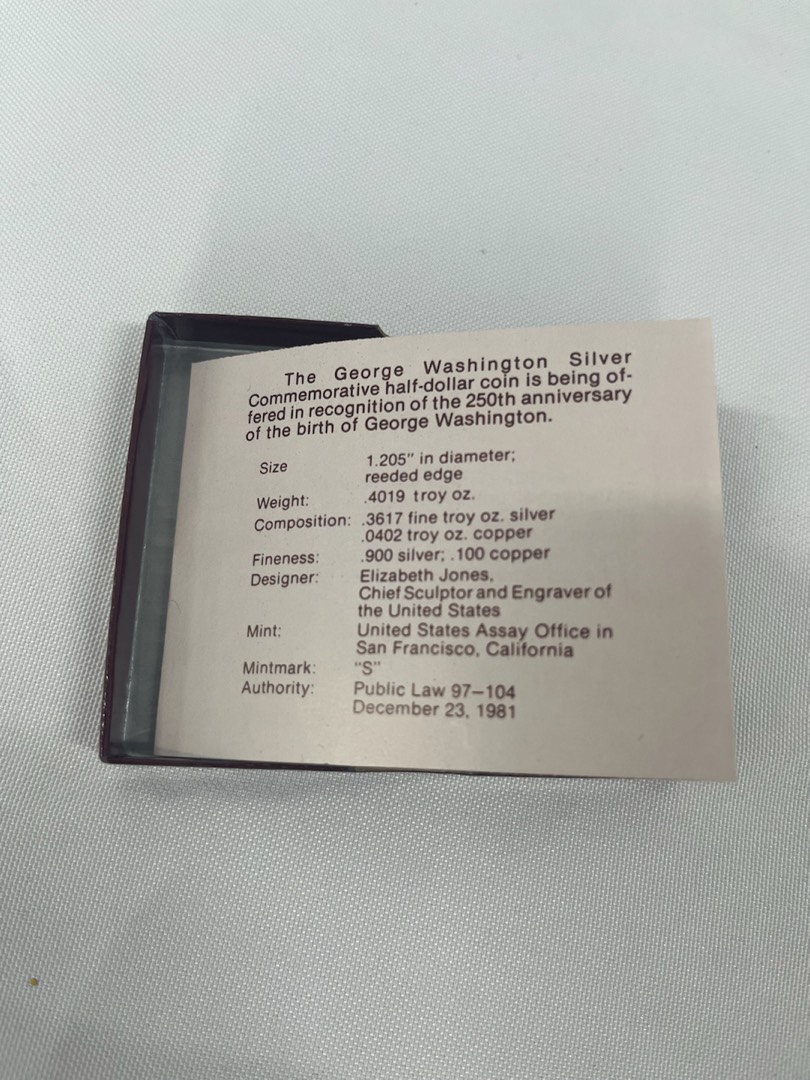 The George Washington Silver
Commemorative half-dollar coin is being of-
fered in recognition of the 250th anniversary
of the birth of George Washington.
Size 1.205" in diameter;
reeded edge
Weight: .4019 troy oz.
Composition: .3617 fine troy oz. silver
.0402 troy oz. copper
Fineness: .900 silver; .100 copper
Designer: Elizabeth Jones,
Chief Sculptor and Engraver of
the United States
Mint: United States Assay Office in
San Francisco, California
Mintmark: "S"
Authority: Public Law 97–104
December 23, 1981